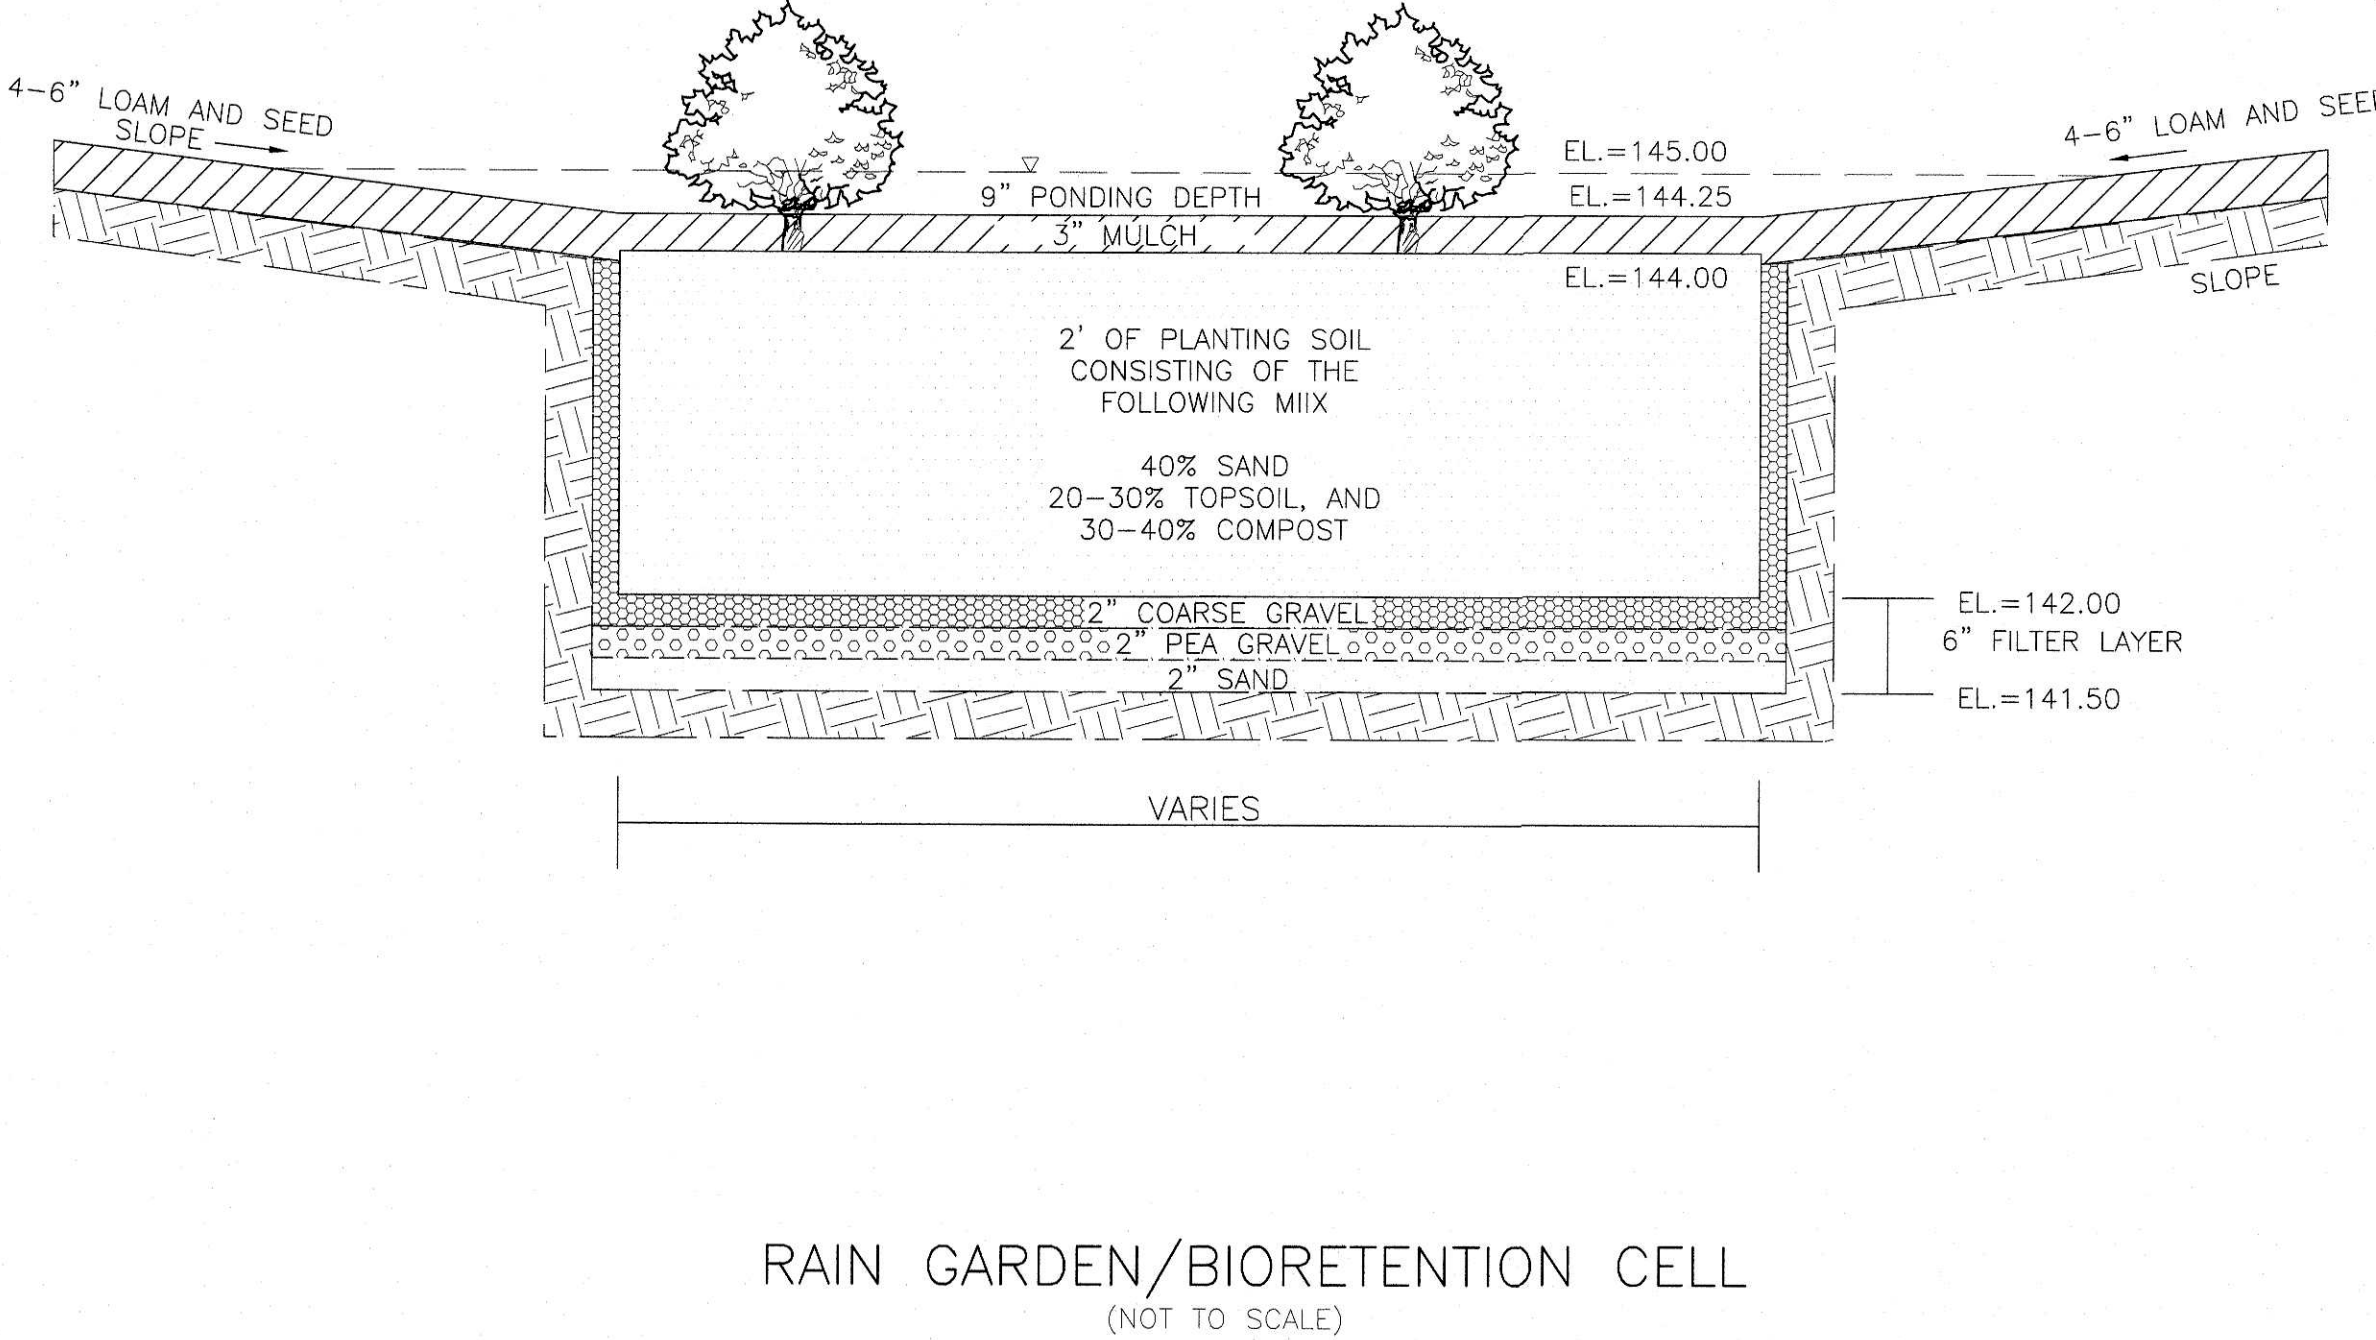 4-6" LOAM AND SEED
SLOPE
4-6" LOAM AND SEED
SLOPE
EL.=145.00
9" PONDING DEPTH
EL.=144.25
3" MULCH
EL.=144.00
2' OF PLANTING SOIL
CONSISTING OF THE
FOLLOWING MIIX
40% SAND
20-30% TOPSOIL, AND
30-40% COMPOST
2" COARSE GRAVEL
2" PEA GRAVEL
2" SAND
EL.=142.00
6" FILTER LAYER
EL.=141.50
VARIES
RAIN GARDEN/BIORETENTION CELL
(NOT TO SCALE)